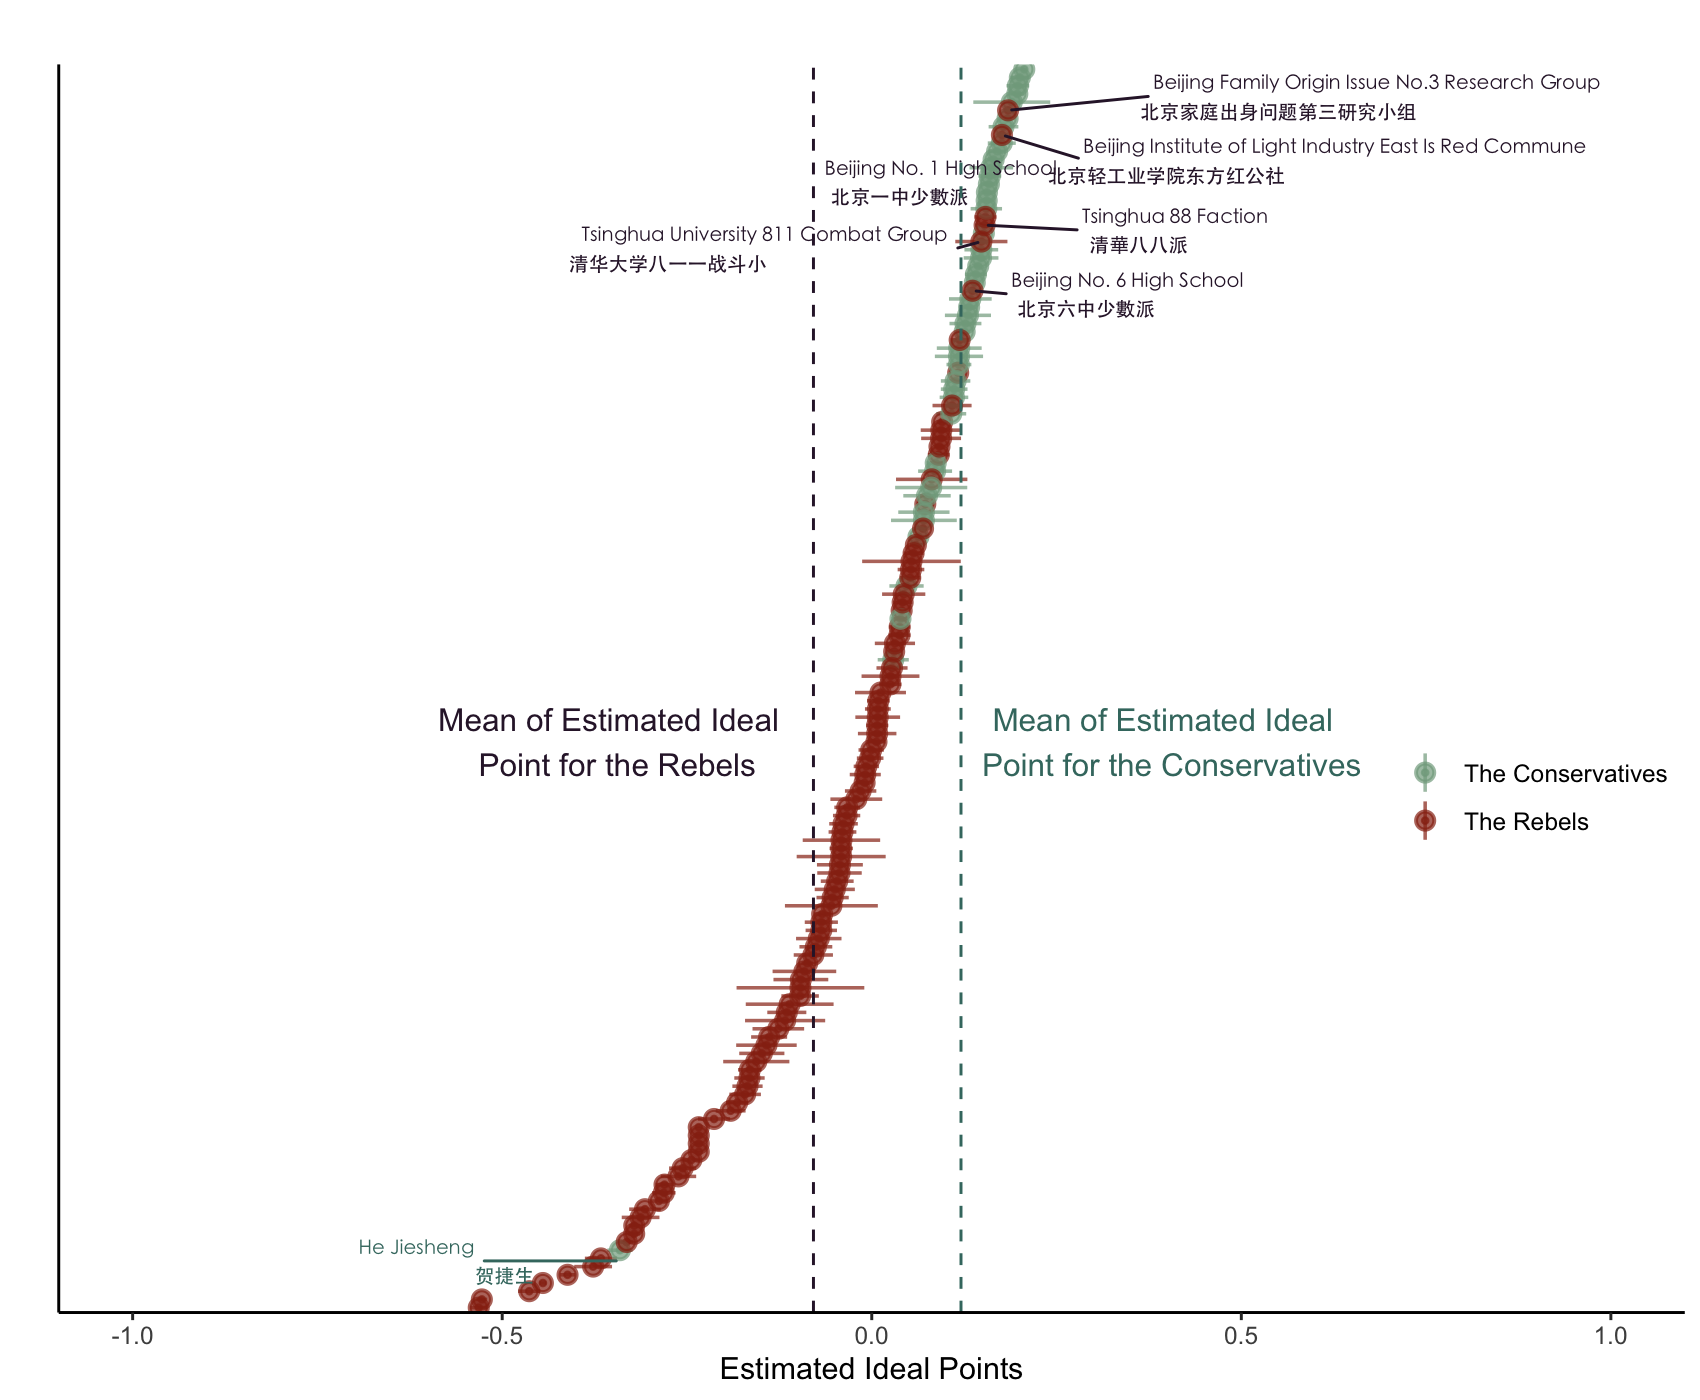 Beijing Family Origin Issue No.3 Research Group
北京家庭出身问题第三研究小组
Beijing Institute of Light Industry East Is Red Commune
北京轻工业学院东方红公社
Beijing No. 1 High School
北京一中少數派
Tsinghua 88 Faction
清華八八派
Tsinghua University 811 Combat Group
清华大学八一一战斗小
Beijing No. 6 High School
北京六中少數派
Mean of Estimated Ideal
Point for the Rebels
Mean of Estimated Ideal
Point for the Conservatives
The Conservatives
The Rebels
He Jiesheng
贺捷生
-1.0 -0.5 0.0 0.5 1.0
Estimated Ideal Points